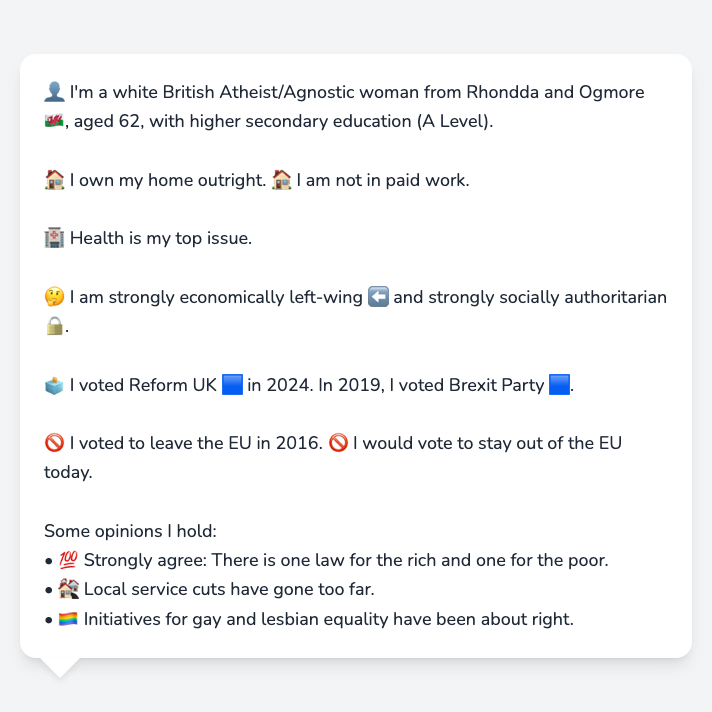 👤 I'm a white British Atheist/Agnostic woman from Rhondda and Ogmore
🏴󠁧󠁢󠁷󠁬󠁳󠁿, aged 62, with higher secondary education (A Level).
🏠 I own my home outright. 🏠 I am not in paid work.
🏥 Health is my top issue.
🤔 I am strongly economically left-wing ⬅️ and strongly socially authoritarian
🔒.
🗳️ I voted Reform UK 🟦 in 2024. In 2019, I voted Brexit Party 🟦.
🚫 I voted to leave the EU in 2016. 🚫 I would vote to stay out of the EU
today.
Some opinions I hold:
• 💯 Strongly agree: There is one law for the rich and one for the poor.
• 🏚️ Local service cuts have gone too far.
• 🏳️‍🌈 Initiatives for gay and lesbian equality have been about right.